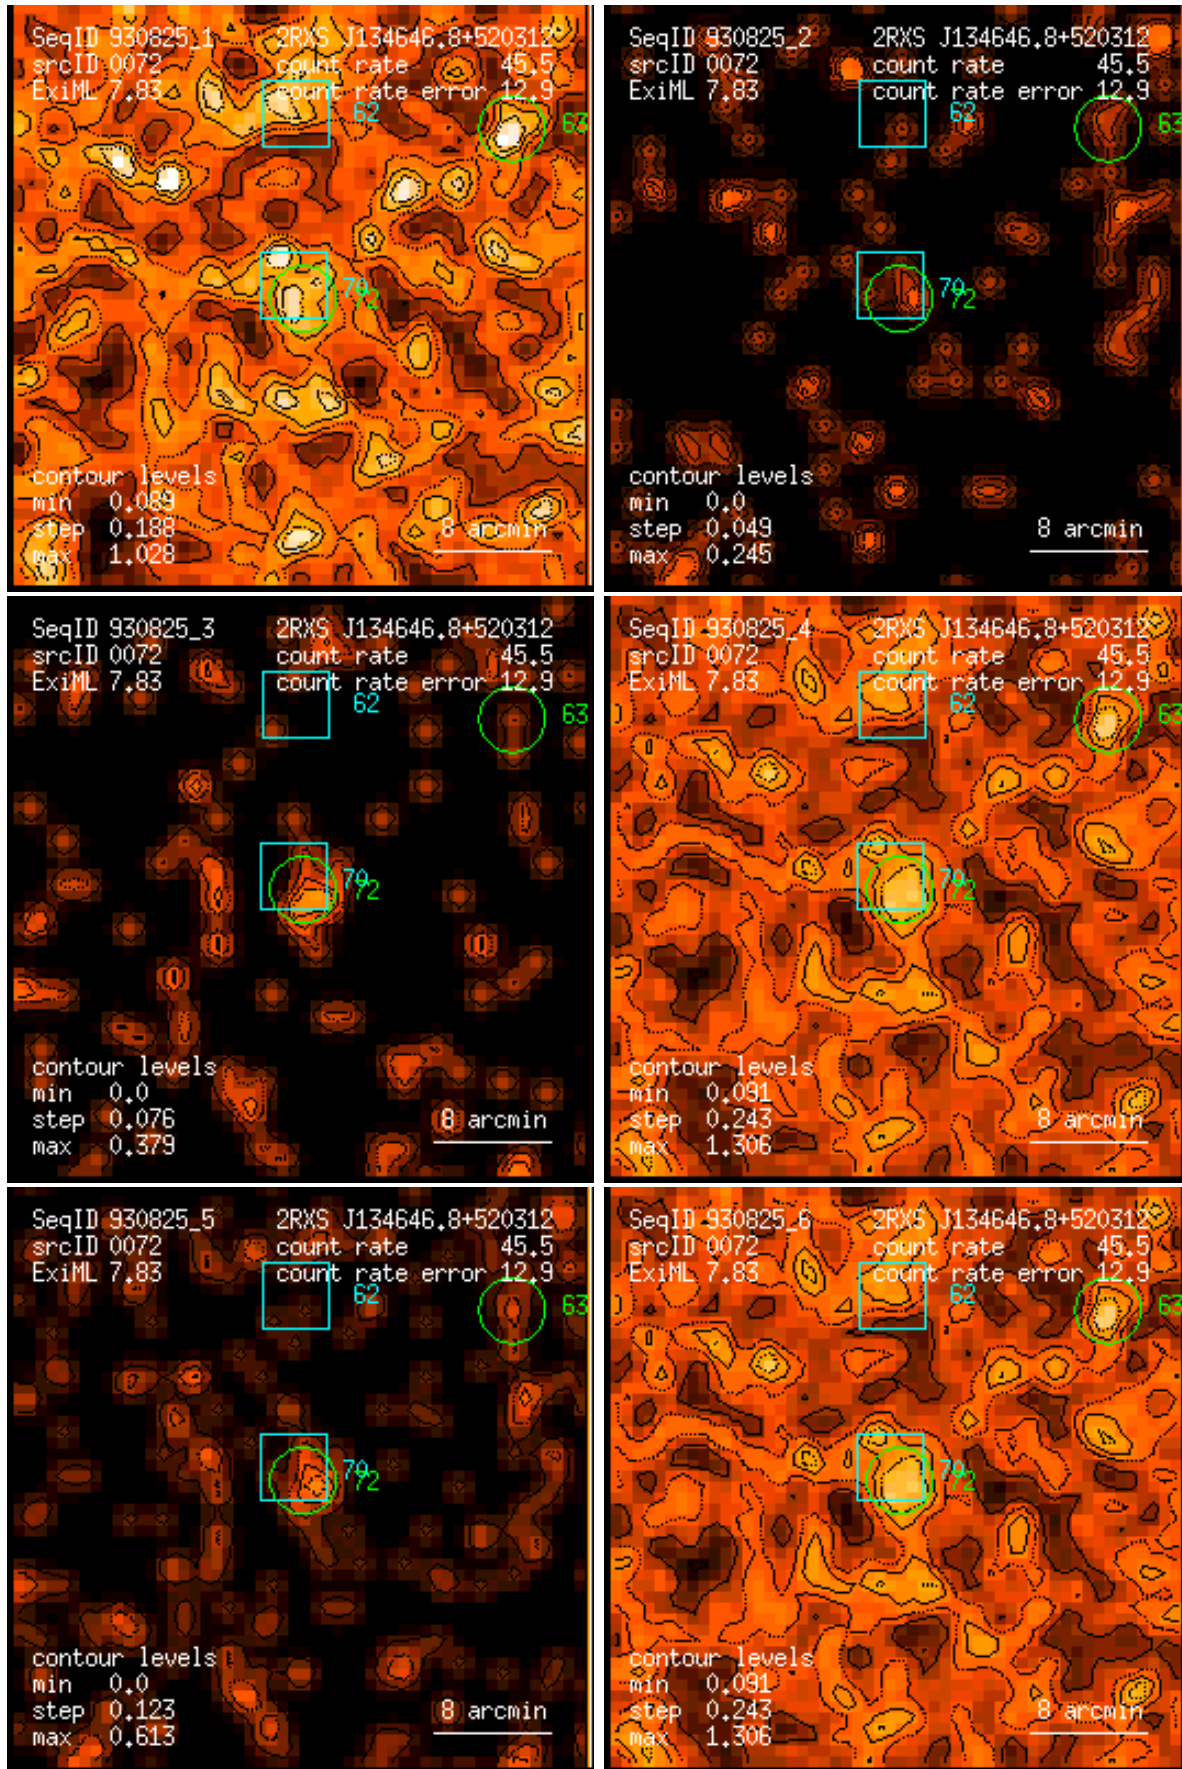 SeqID 930825_1 2RXS J134646.8+520312
srcID 0072 count rate 45.5
ExiML 7.83 count rate error 12.9
62
63
79
72
contour levels
min 0.089
step 0.188
max 1.028
8 arcmin
SeqID 930825_2 2RXS J134646.8+520312
srcID 0072 count rate 45.5
ExiML 7.83 count rate error 12.9
62
63
79
72
contour levels
min 0.0
step 0.049
max 0.245
8 arcmin
SeqID 930825_3 2RXS J134646.8+520312
srcID 0072 count rate 45.5
ExiML 7.83 count rate error 12.9
62
63
79
72
contour levels
min 0.0
step 0.076
max 0.379
8 arcmin
SeqID 930825_4 2RXS J134646.8+520312
srcID 0072 count rate 45.5
ExiML 7.83 count rate error 12.9
62
63
79
72
contour levels
min 0.091
step 0.243
max 1.306
8 arcmin
SeqID 930825_5 2RXS J134646.8+520312
srcID 0072 count rate 45.5
ExiML 7.83 count rate error 12.9
62
63
79
72
contour levels
min 0.0
step 0.123
max 0.613
8 arcmin
SeqID 930825_6 2RXS J134646.8+520312
srcID 0072 count rate 45.5
ExiML 7.83 count rate error 12.9
62
63
79
72
contour levels
min 0.091
step 0.243
max 1.306
8 arcmin